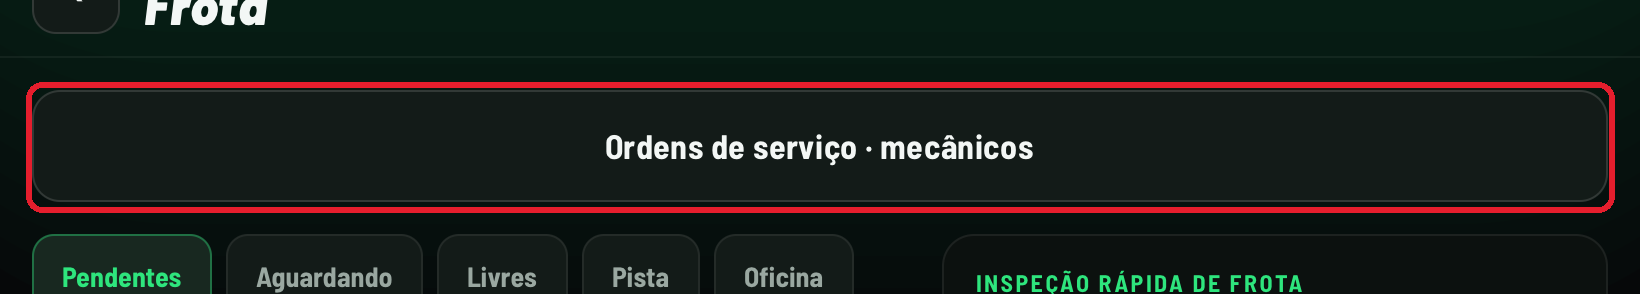 Frota
Ordens de serviço · mecânicos
Pendentes
Aguardando
Livres
Pista
Oficina
INSPEÇÃO RÁPIDA DE FROTA